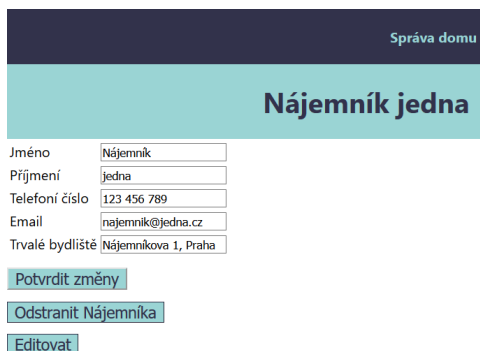 Správa domu
Nájemník jedna
Jméno Nájemník
Příjmení jedna
Telefoní číslo 123 456 789
Email najemnik@jedna.cz
Trvalé bydliště Nájemníkova 1, Praha
Potvrdit změny
Odstranit Nájemníka
Editovat